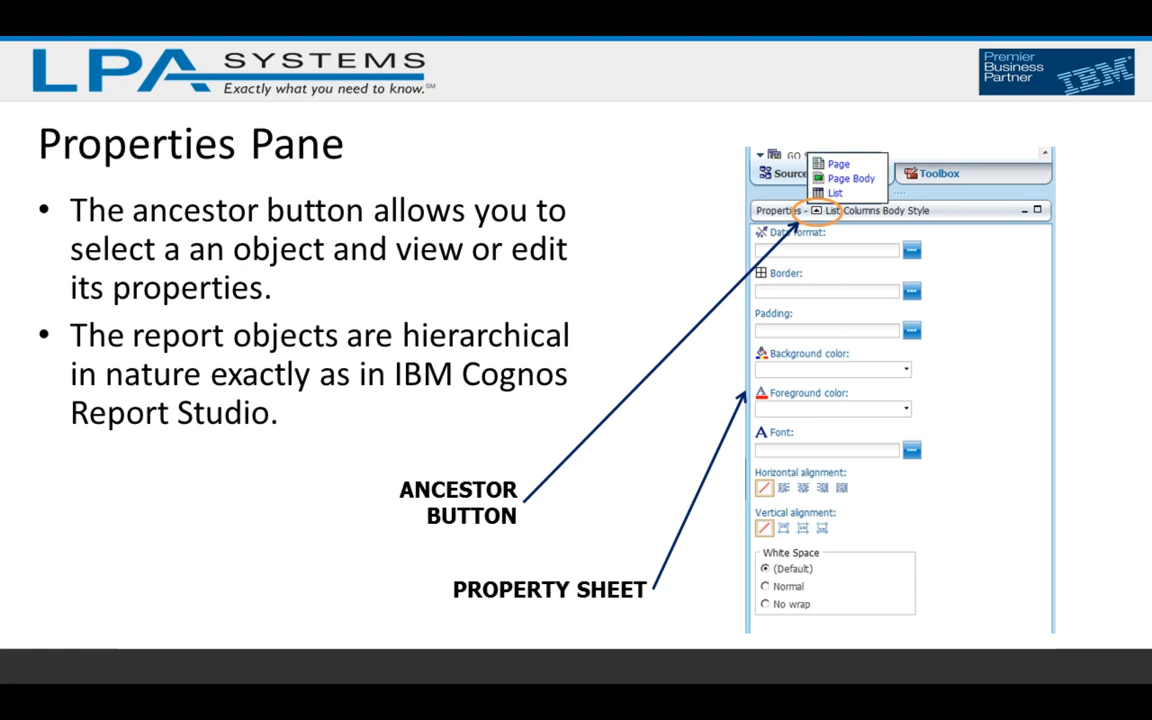 LPA SYSTEMS
Exactly what you need to know.℠
Premier
Business
Partner
IBM
Properties Pane
• The ancestor button allows you to
select a an object and view or edit
its properties.
• The report objects are hierarchical
in nature exactly as in IBM Cognos
Report Studio.
ANCESTOR
BUTTON
PROPERTY SHEET
GO
Page
Source
Toolbox
Page Body
List
Properties - List Columns Body Style
Data format:
Border:
Padding:
Background color:
Foreground color:
Font:
Horizontal alignment:
Vertical alignment:
White Space
(Default)
Normal
No wrap